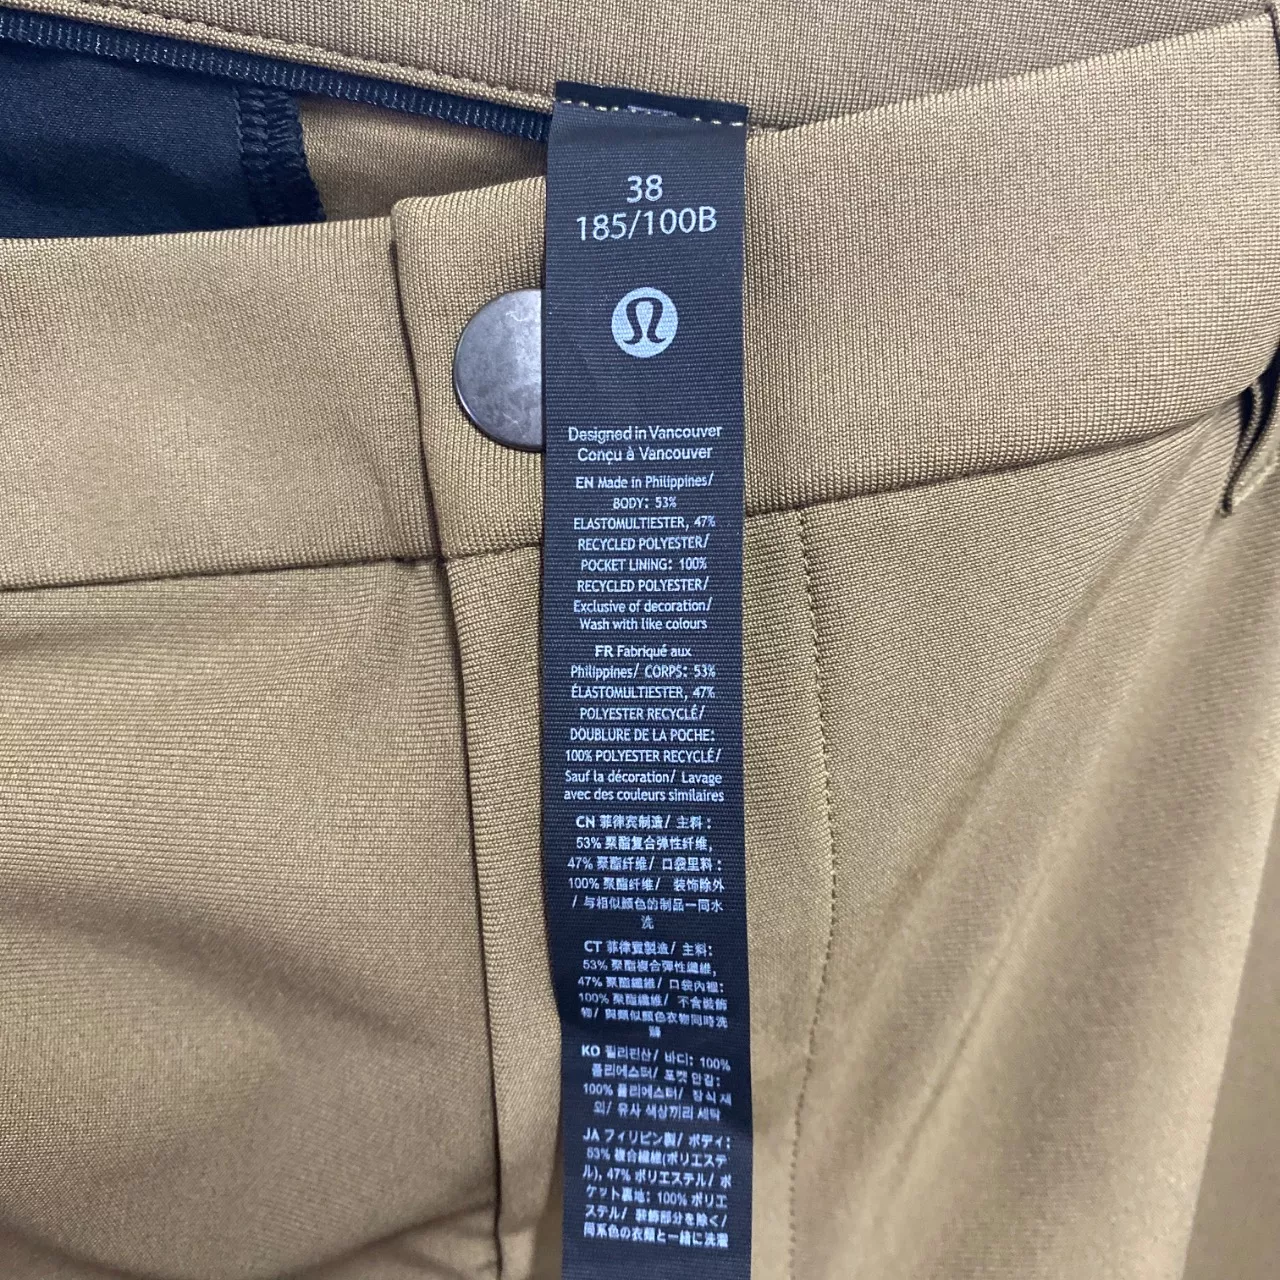 38
185/100B
Designed in Vancouver
Conçu à Vancouver
EN Made in Philippines/
BODY: 53%
ELASTOMULTIESTER, 47%
RECYCLED POLYESTER/
POCKET LINING: 100%
RECYCLED POLYESTER/
Exclusive of decoration/
Wash with like colours
FR Fabriqué aux
Philippines/ CORPS: 53%
ÉLASTOMULTIESTER, 47%
POLYESTER RECYCLÉ/
DOUBLURE DE LA POCHE:
100% POLYESTER RECYCLÉ/
Sauf la décoration/ Lavage
avec des couleurs similaires
CN 菲律宾制造/ 主料:
53% 聚酯复合弹性纤维,
47% 聚酯纤维/ 口袋里料:
100% 聚酯纤维/ 装饰除外
/ 与相似颜色的制品一同水
洗
CT 菲律賓製造/ 主料:
53% 聚酯複合彈性纖維,
47% 聚酯纖維/ 口袋內裡:
100% 聚酯纖維/ 不含裝飾
物/ 與類似顏色衣物同時洗
滌
KO 필리핀산/ 바디: 100%
폴리에스터/ 포켓 안감:
100% 폴리에스터/ 장식 제
외/ 유사 색상끼리 세탁
JA フィリピン製/ ボディ:
53% 複合繊維(ポリエステ
ル), 47% ポリエステル/ ポ
ケット裏地: 100% ポリエ
ステル/ 装飾部分を除く/
同系色の衣類と一緒に洗濯